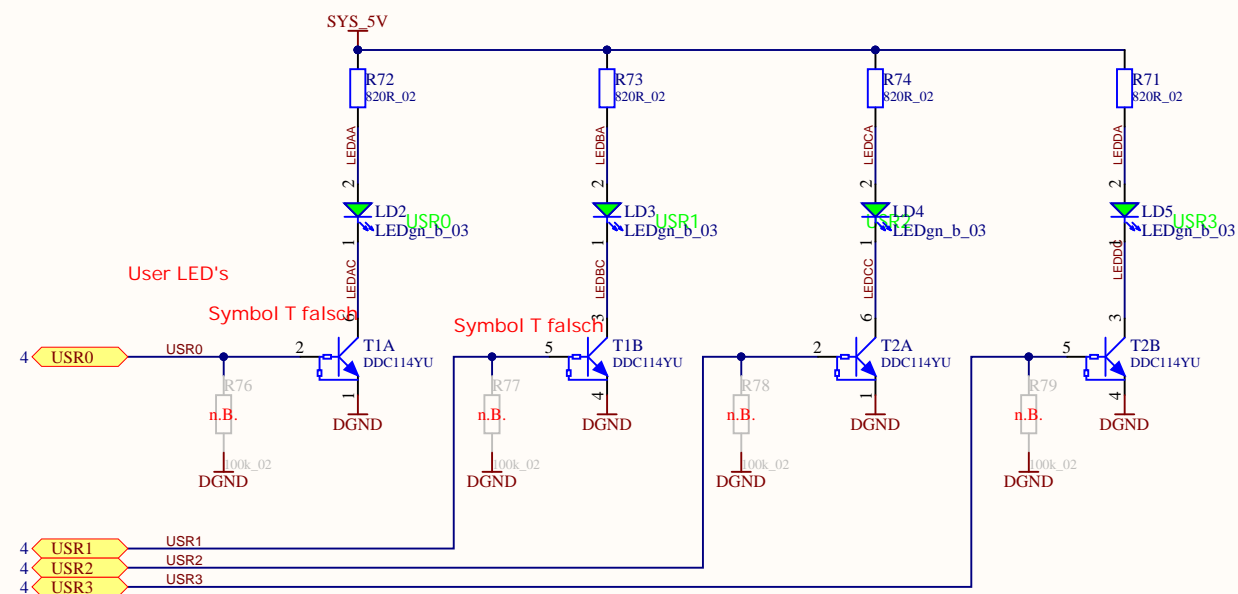 SYS_5V
R72
820R_02
R73
820R_02
R74
820R_02
R71
820R_02
LEDAA
LEDBA
LEDCA
LEDDA
2
2
2
2
LD2
USR0
LEDgn_b_03
LD3
USR1
LEDgn_b_03
LD4
USR2
LEDgn_b_03
LD5
USR3
LEDgn_b_03
1
1
1
1
LEDAC
LEDBC
LEDCC
LEDDC
User LED's
Symbol T falsch
Symbol T falsch
6
3
6
3
4
USR0
USR0
2
T1A
DDC114YU
5
T1B
DDC114YU
2
T2A
DDC114YU
5
T2B
DDC114YU
1
4
1
4
R76
R77
R78
R79
n.B.
n.B.
n.B.
n.B.
DGND
DGND
DGND
DGND
100k_02
100k_02
100k_02
100k_02
DGND
DGND
DGND
DGND
4
USR1
USR1
4
USR2
USR2
4
USR3
USR3